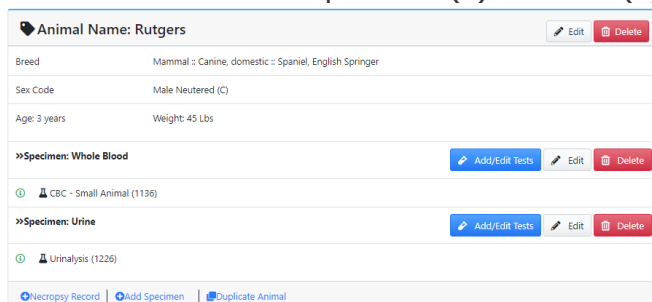 Animal Name: Rutgers Edit Delete
Breed Mammal :: Canine, domestic :: Spaniel, English Springer
Sex Code Male Neutered (C)
Age: 3 years Weight: 45 Lbs
»Specimen: Whole Blood Add/Edit Tests Edit Delete
CBC - Small Animal (1136)
»Specimen: Urine Add/Edit Tests Edit Delete
Urinalysis (1226)
Necropsy Record | Add Specimen | Duplicate Animal